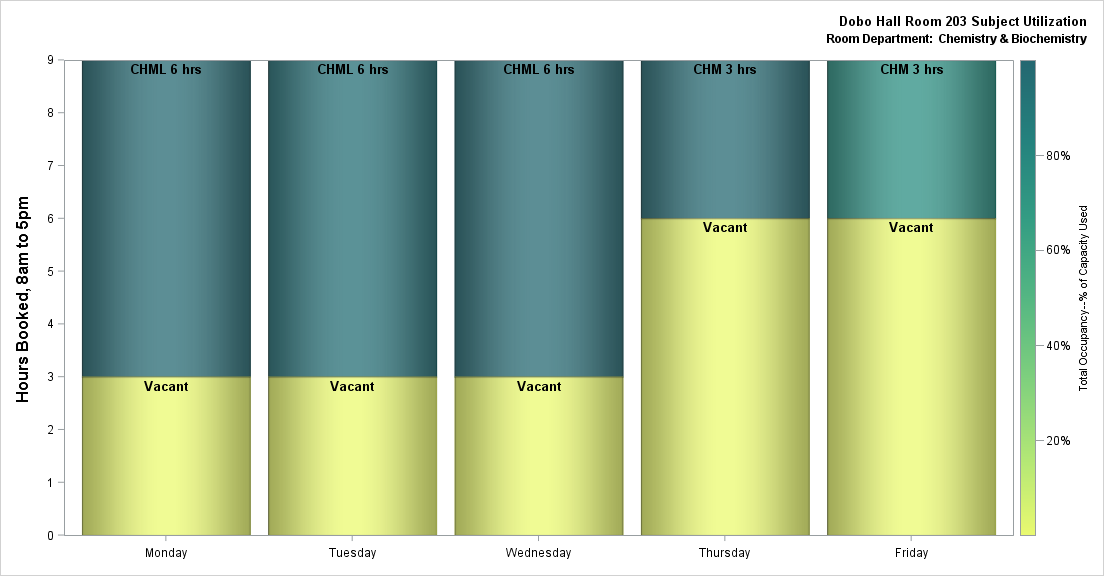 Dobo Hall Room 203 Subject Utilization
Room Department: Chemistry & Biochemistry
Hours Booked, 8am to 5pm
9
8
7
6
5
4
3
2
1
0
CHML 6 hrs
CHML 6 hrs
CHML 6 hrs
CHM 3 hrs
CHM 3 hrs
Vacant
Vacant
Vacant
Vacant
Vacant
Monday
Tuesday
Wednesday
Thursday
Friday
80%
60%
40%
20%
Total Occupancy--% of Capacity Used